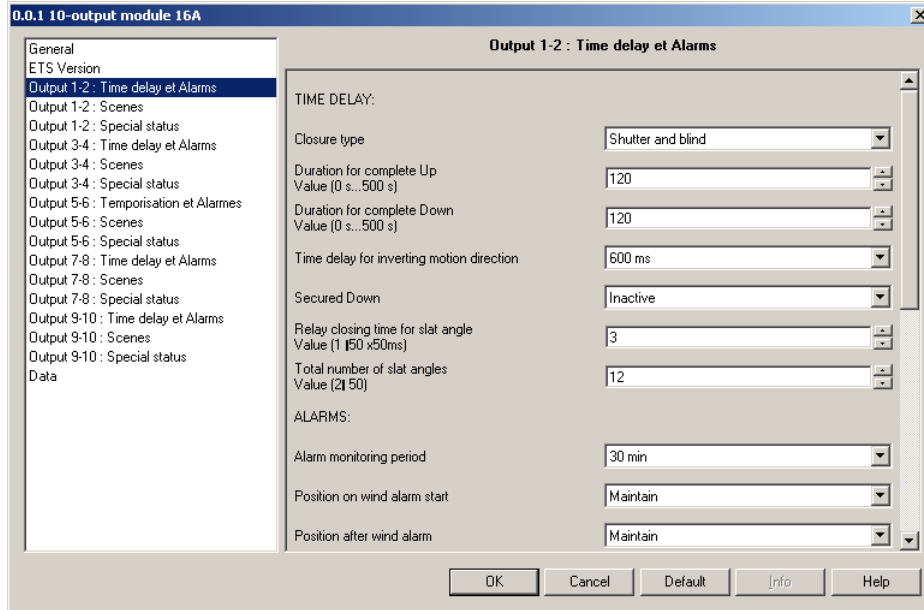 0.0.1 10-output module 16A
General
ETS Version
Output 1-2 : Time delay et Alarms
Output 1-2 : Scenes
Output 1-2 : Special status
Output 3-4 : Time delay et Alarms
Output 3-4 : Scenes
Output 3-4 : Special status
Output 5-6 : Temporisation et Alarmes
Output 5-6 : Scenes
Output 5-6 : Special status
Output 7-8 : Time delay et Alarms
Output 7-8 : Scenes
Output 7-8 : Special status
Output 9-10 : Time delay et Alarms
Output 9-10 : Scenes
Output 9-10 : Special status
Data
Output 1-2 : Time delay et Alarms
TIME DELAY:
Closure type
Shutter and blind
Duration for complete Up
Value (0 s...500 s)
120
Duration for complete Down
Value (0 s...500 s)
120
Time delay for inverting motion direction
600 ms
Secured Down
Inactive
Relay closing time for slat angle
Value (1 ‖50 x50ms)
3
Total number of slat angles
Value (2‖ 50)
12
ALARMS:
Alarm monitoring period
30 min
Position on wind alarm start
Maintain
Position after wind alarm
Maintain
OK
Cancel
Default
Info
Help